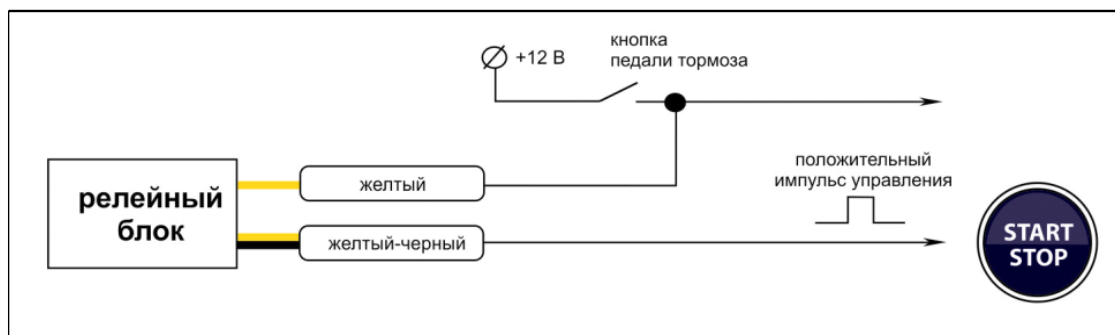 +12 В
кнопка
педали тормоза
релейный
блок
желтый
желтый-черный
положительный
импульс управления
START
STOP